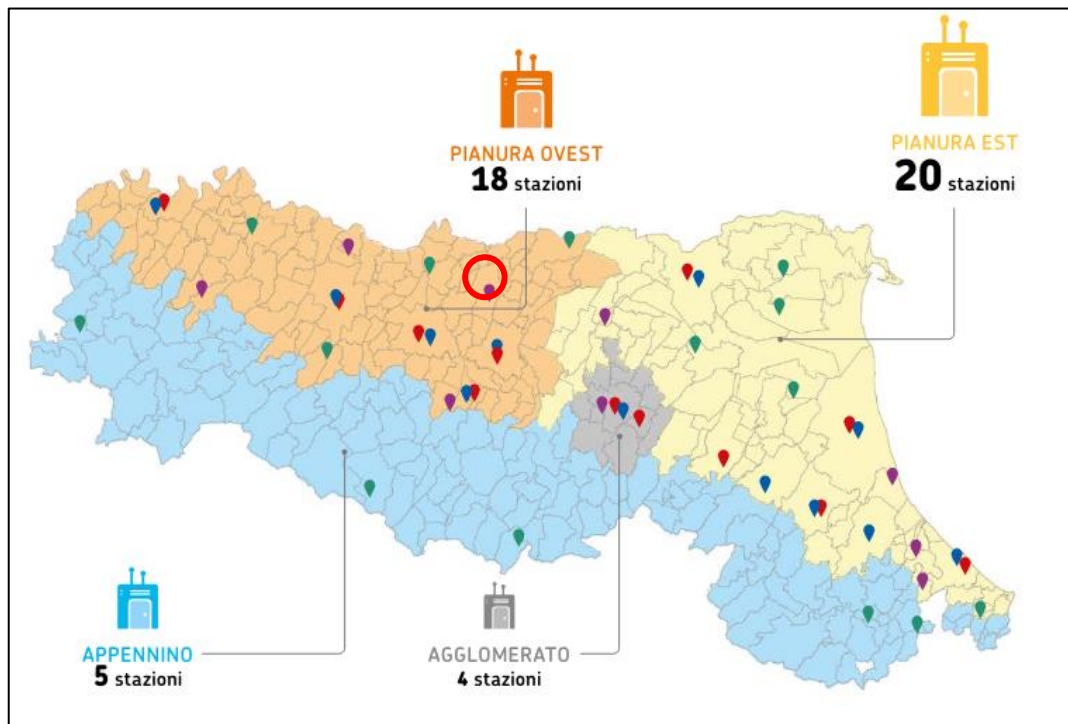 PIANURA OVEST
18 stazioni
PIANURA EST
20 stazioni
APPENNINO
5 stazioni
AGGLOMERATO
4 stazioni